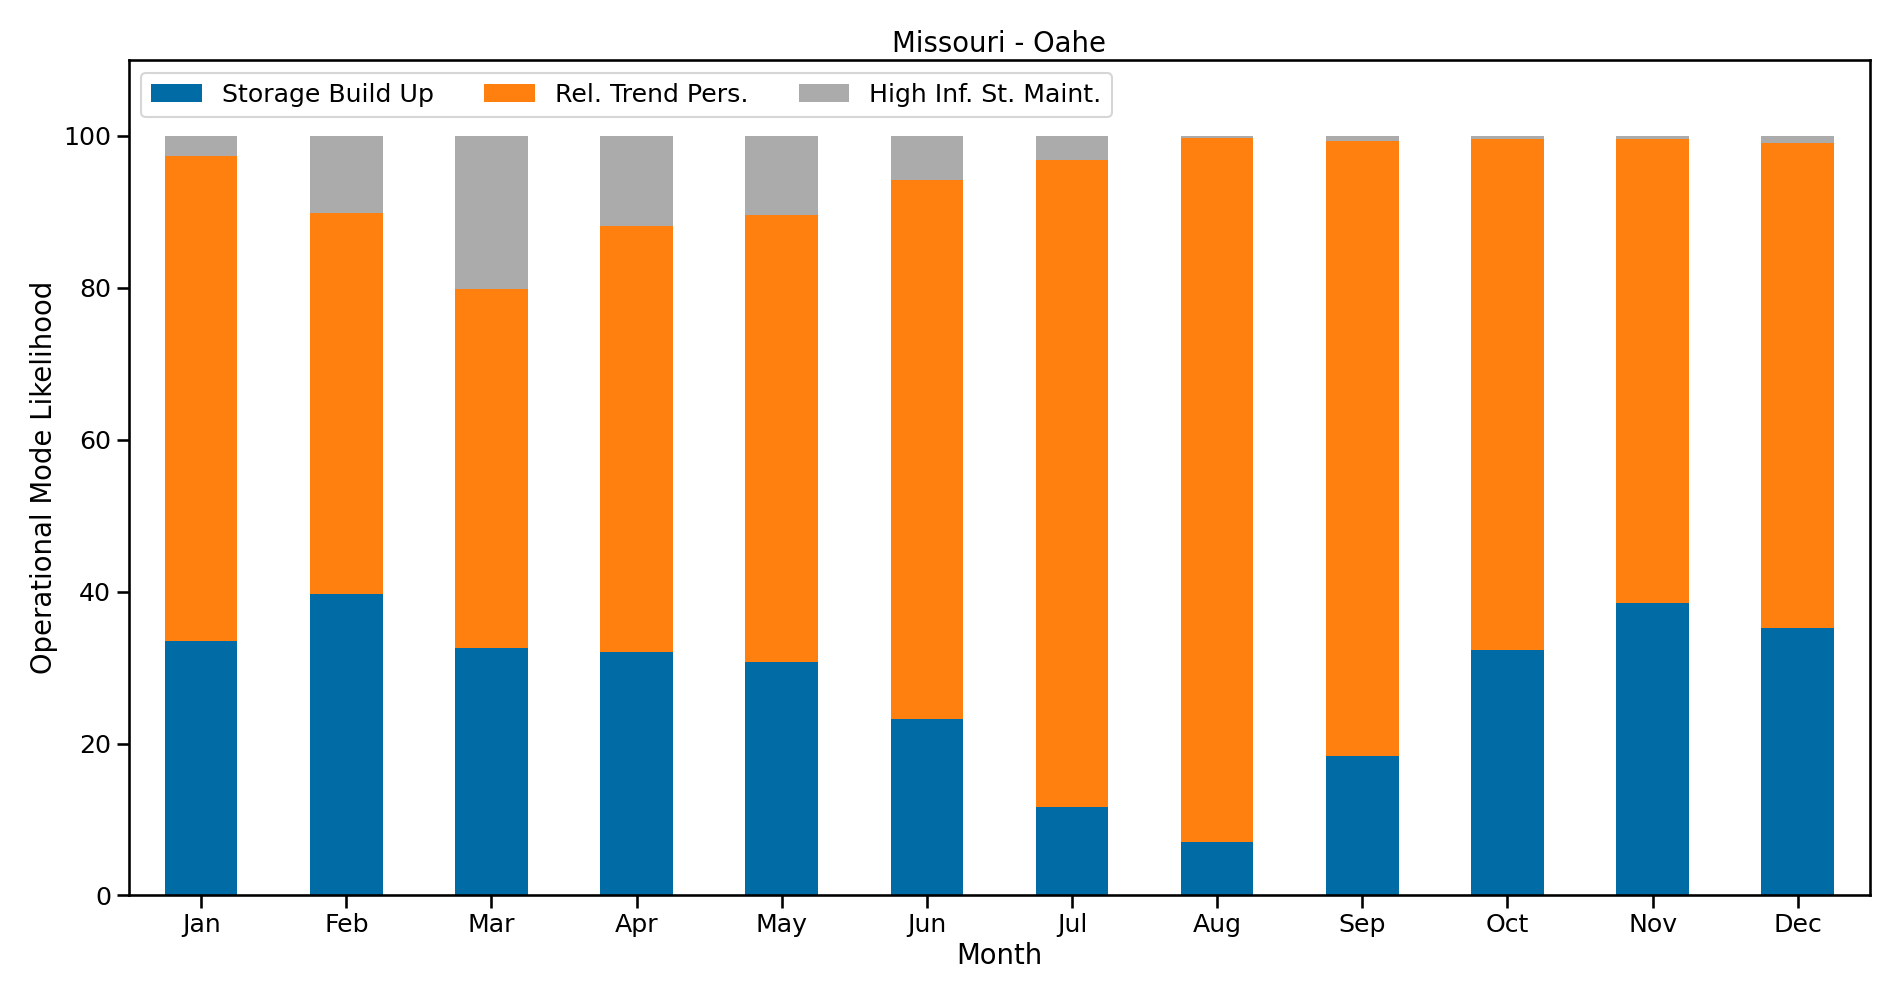 Missouri - Oahe
Storage Build Up Rel. Trend Pers. High Inf. St. Maint.
Operational Mode Likelihood
100
80
60
40
20
0
Jan Feb Mar Apr May Jun Jul Aug Sep Oct Nov Dec
Month